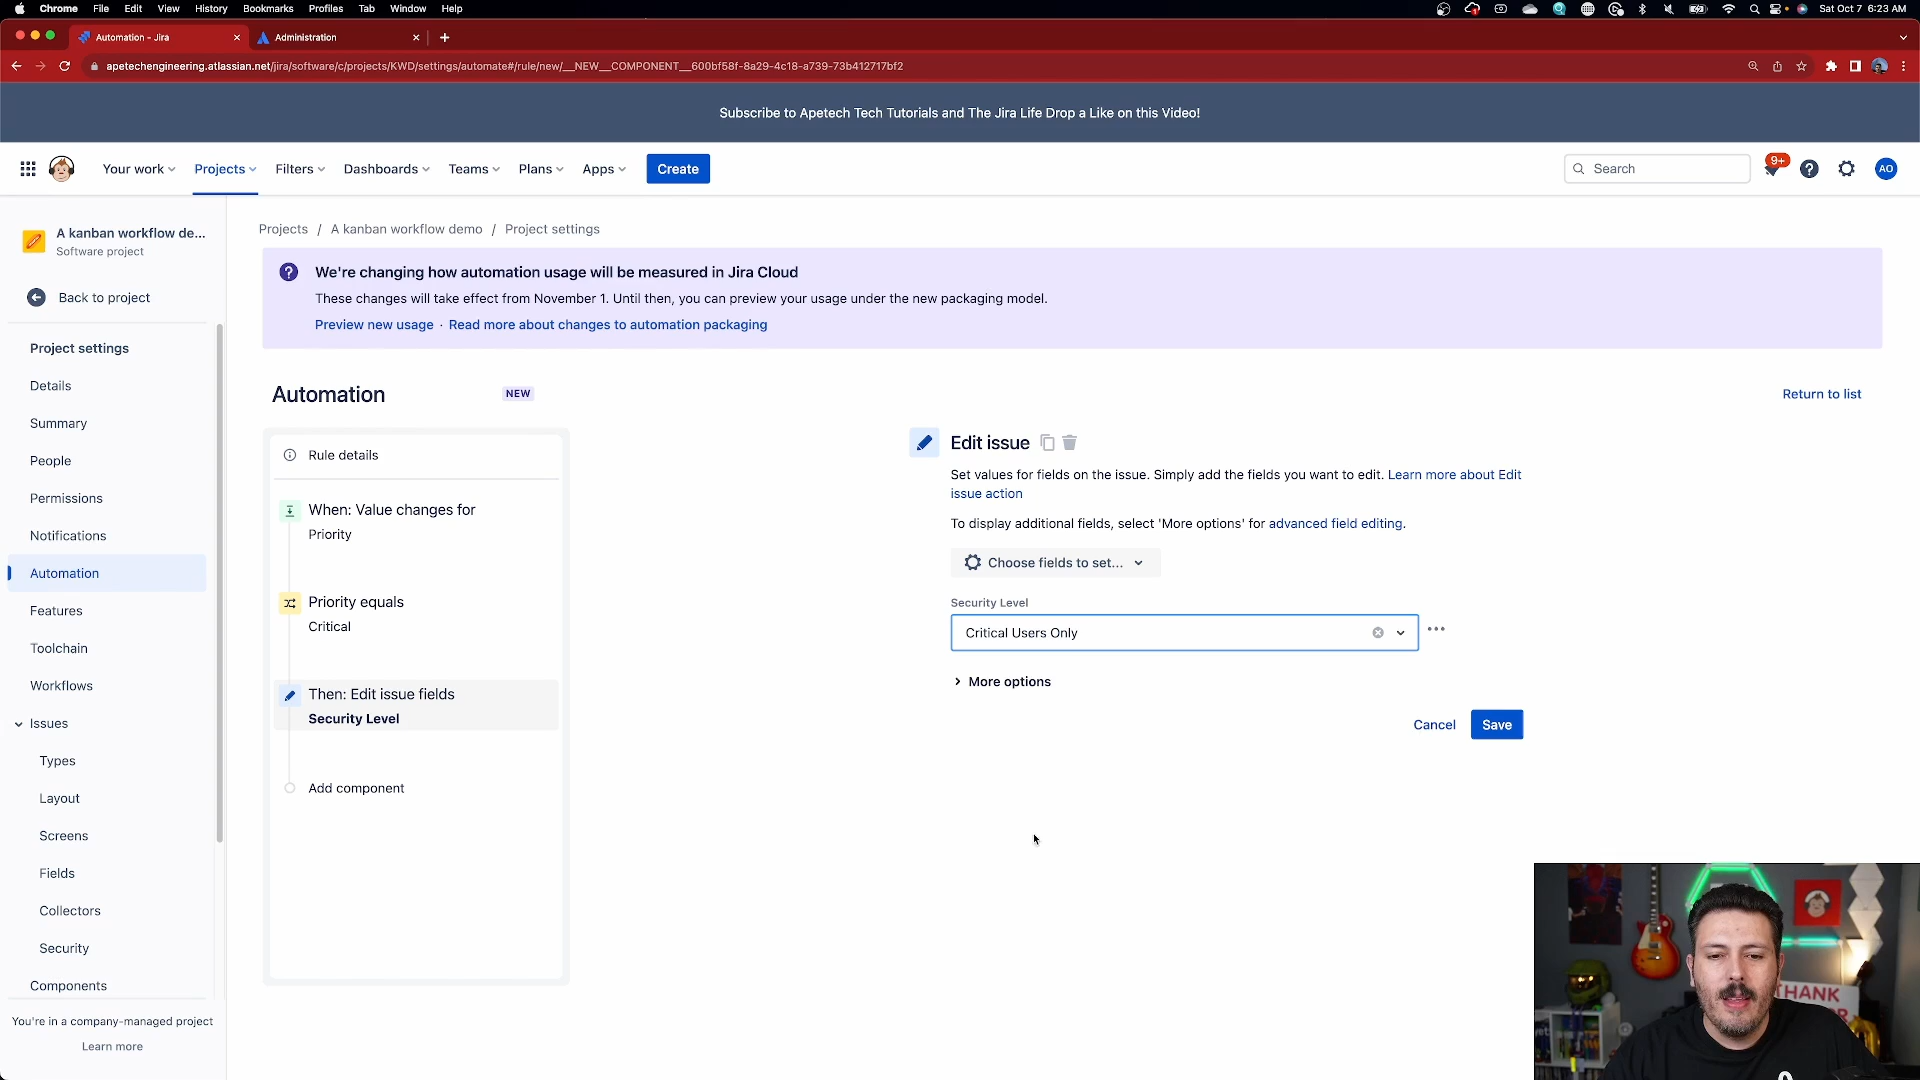 Chrome File Edit View History Bookmarks Profiles Tab Window Help
Sat Oct 7 6:23 AM
Automation - Jira
Administration
apetechengineering.atlassian.net/jira/software/c/projects/KWD/settings/automate#/rule/new/__NEW__COMPONENT__600bf58f-8a29-4c18-a739-73b412717bf2
Subscribe to Apetech Tech Tutorials and The Jira Life Drop a Like on this Video!
Your work Projects Filters Dashboards Teams Plans Apps Create
Search
9+
AO
A kanban workflow de...
Software project
Back to project
Project settings
Details
Summary
People
Permissions
Notifications
Automation
Features
Toolchain
Workflows
Issues
Types
Layout
Screens
Fields
Collectors
Security
Components
You're in a company-managed project
Learn more
Projects / A kanban workflow demo / Project settings
We're changing how automation usage will be measured in Jira Cloud
These changes will take effect from November 1. Until then, you can preview your usage under the new packaging model.
Preview new usage · Read more about changes to automation packaging
Automation NEW
Return to list
Rule details
When: Value changes for
Priority
Priority equals
Critical
Then: Edit issue fields
Security Level
Add component
Edit issue
Set values for fields on the issue. Simply add the fields you want to edit. Learn more about Edit
issue action
To display additional fields, select 'More options' for advanced field editing.
Choose fields to set...
Security Level
Critical Users Only
More options
Cancel Save
THANK